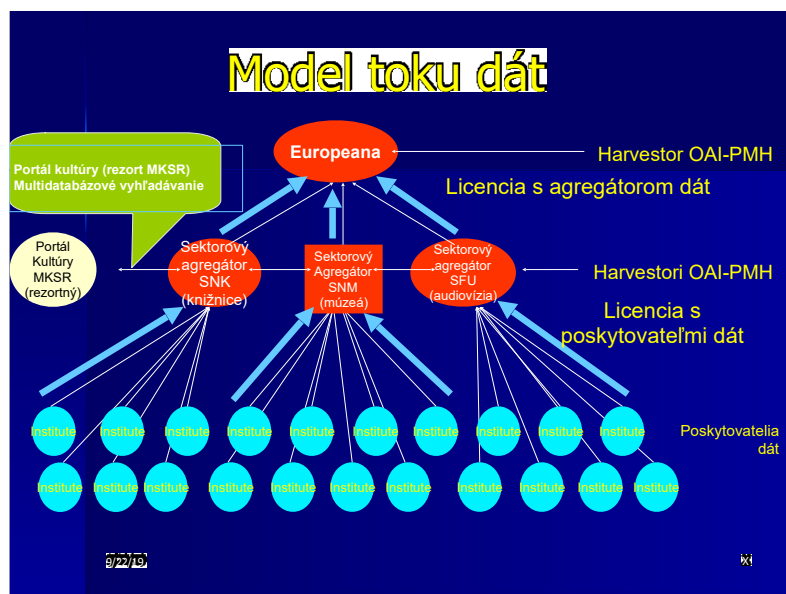 Model toku dát
Europeana
Harvestor OAI-PMH
Portál kultúry (rezort MKSR)
Multidatabázové vyhľadávanie
Licencia s agregátorom dát
Portál
Kultúry
MKSR
(rezortný)
Sektorový
agregátor
SNK
(knižnice)
Sektorový
Agregátor
SNM
(múzeá)
Sektorový
agregátor
SFU
(audiovízia)
Harvestori OAI-PMH
Licencia s
poskytovateľmi dát
Institute
Institute
Institute
Institute
Institute
Institute
Institute
Institute
Institute
Institute
Poskytovatelia
dát
Institute
Institute
Institute
Institute
Institute
Institute
Institute
Institute
Institute
Institute
Institute
9/22/19